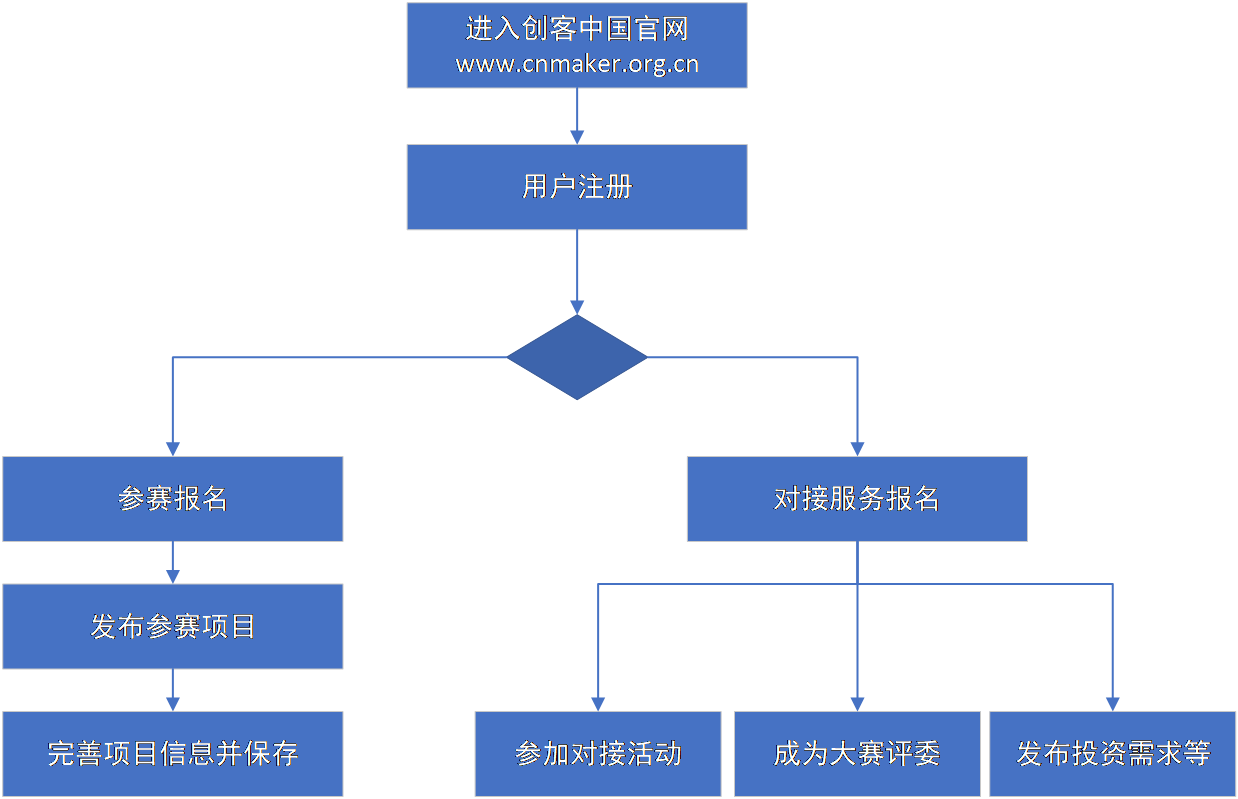 进入创客中国官网
www.cnmaker.org.cn
用户注册
参赛报名
对接服务报名
发布参赛项目
完善项目信息并保存
参加对接活动
成为大赛评委
发布投资需求等